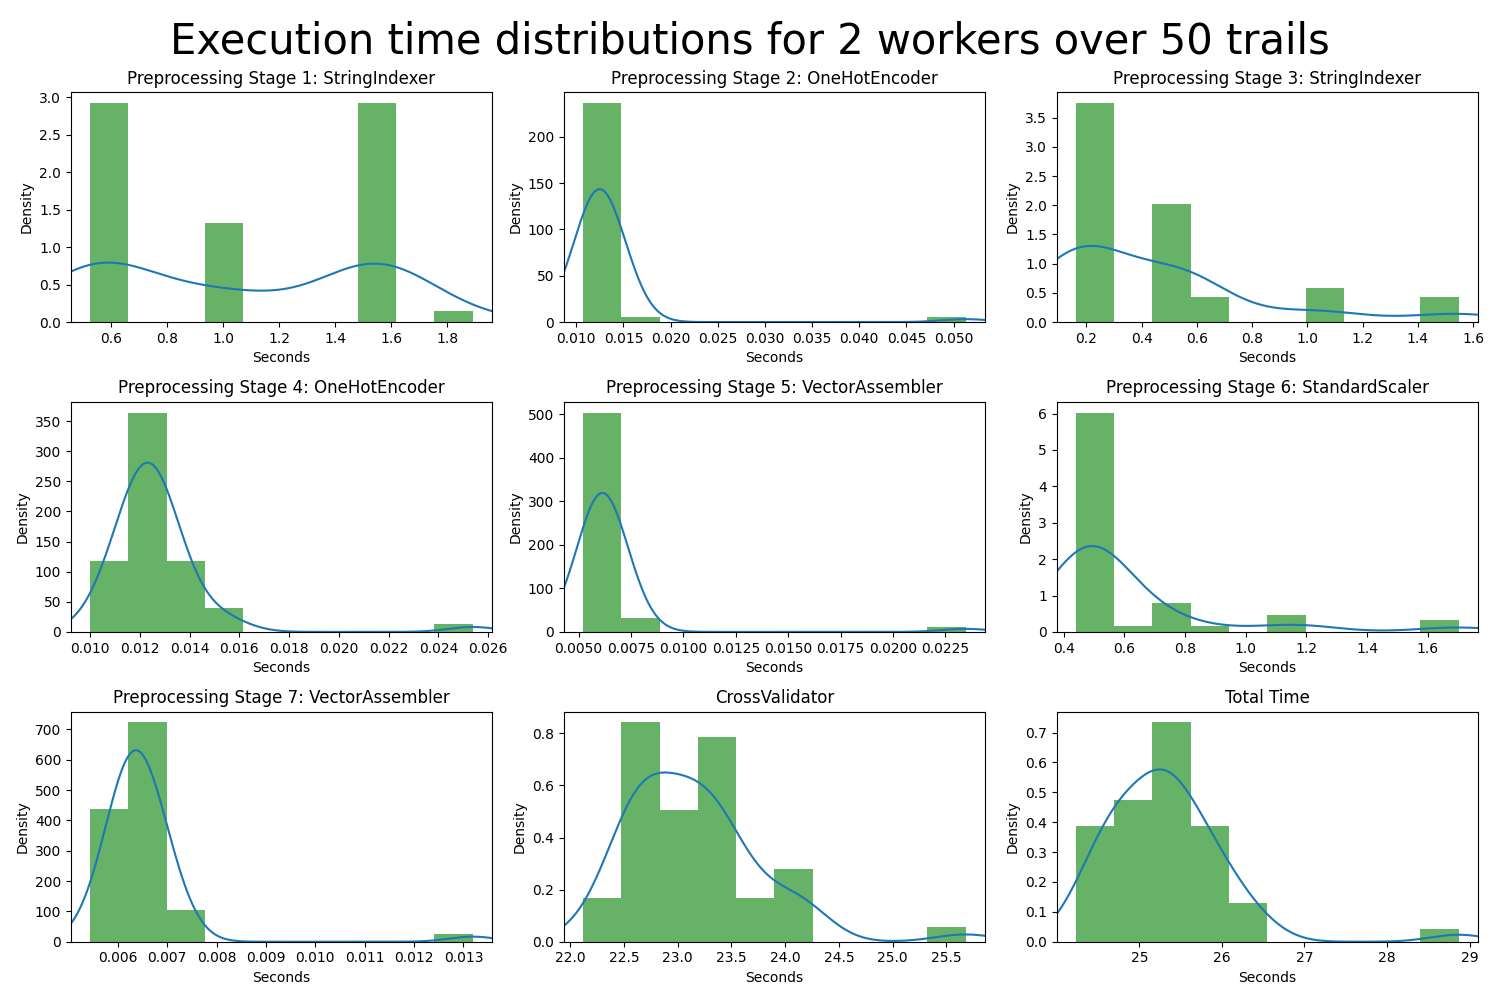 Execution time distributions for 2 workers over 50 trails
Preprocessing Stage 1: StringIndexer
3.0
2.5
2.0
1.5
1.0
0.5
0.0
Density
0.6 0.8 1.0 1.2 1.4 1.6 1.8
Seconds
Preprocessing Stage 2: OneHotEncoder
200
150
100
50
0
Density
0.010 0.015 0.020 0.025 0.030 0.035 0.040 0.045 0.050
Seconds
Preprocessing Stage 3: StringIndexer
3.5
3.0
2.5
2.0
1.5
1.0
0.5
0.0
Density
0.2 0.4 0.6 0.8 1.0 1.2 1.4 1.6
Seconds
Preprocessing Stage 4: OneHotEncoder
350
300
250
200
150
100
50
0
Density
0.010 0.012 0.014 0.016 0.018 0.020 0.022 0.024 0.026
Seconds
Preprocessing Stage 5: VectorAssembler
500
400
300
200
100
0
Density
0.0050 0.0075 0.0100 0.0125 0.0150 0.0175 0.0200 0.0225
Seconds
Preprocessing Stage 6: StandardScaler
6
5
4
3
2
1
0
Density
0.4 0.6 0.8 1.0 1.2 1.4 1.6
Seconds
Preprocessing Stage 7: VectorAssembler
700
600
500
400
300
200
100
0
Density
0.006 0.007 0.008 0.009 0.010 0.011 0.012 0.013
Seconds
CrossValidator
0.8
0.6
0.4
0.2
0.0
Density
22.0 22.5 23.0 23.5 24.0 24.5 25.0 25.5
Seconds
Total Time
0.7
0.6
0.5
0.4
0.3
0.2
0.1
0.0
Density
25 26 27 28 29
Seconds